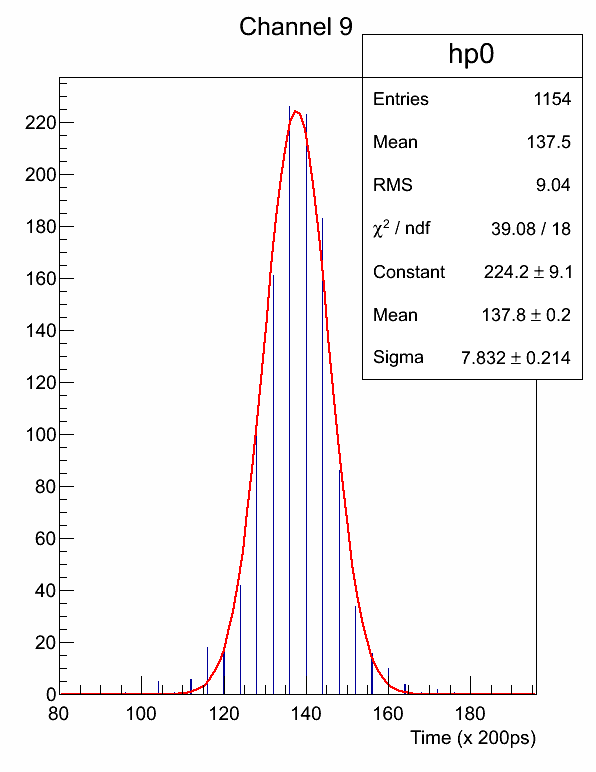 Channel 9
hp0
Entries 1154
Mean 137.5
RMS 9.04
χ² / ndf 39.08 / 18
Constant 224.2 ± 9.1
Mean 137.8 ± 0.2
Sigma 7.832 ± 0.214
220
200
180
160
140
120
100
80
60
40
20
0
80 100 120 140 160 180
Time (x 200ps)